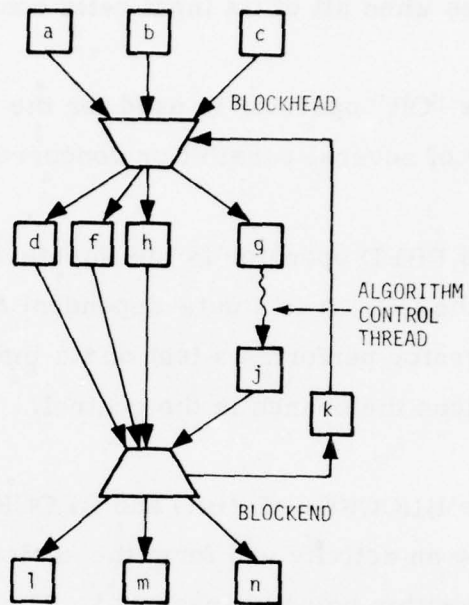 a b c
BLOCKHEAD
d f h g
ALGORITHM
CONTROL
THREAD
j
k
BLOCKEND
l m n